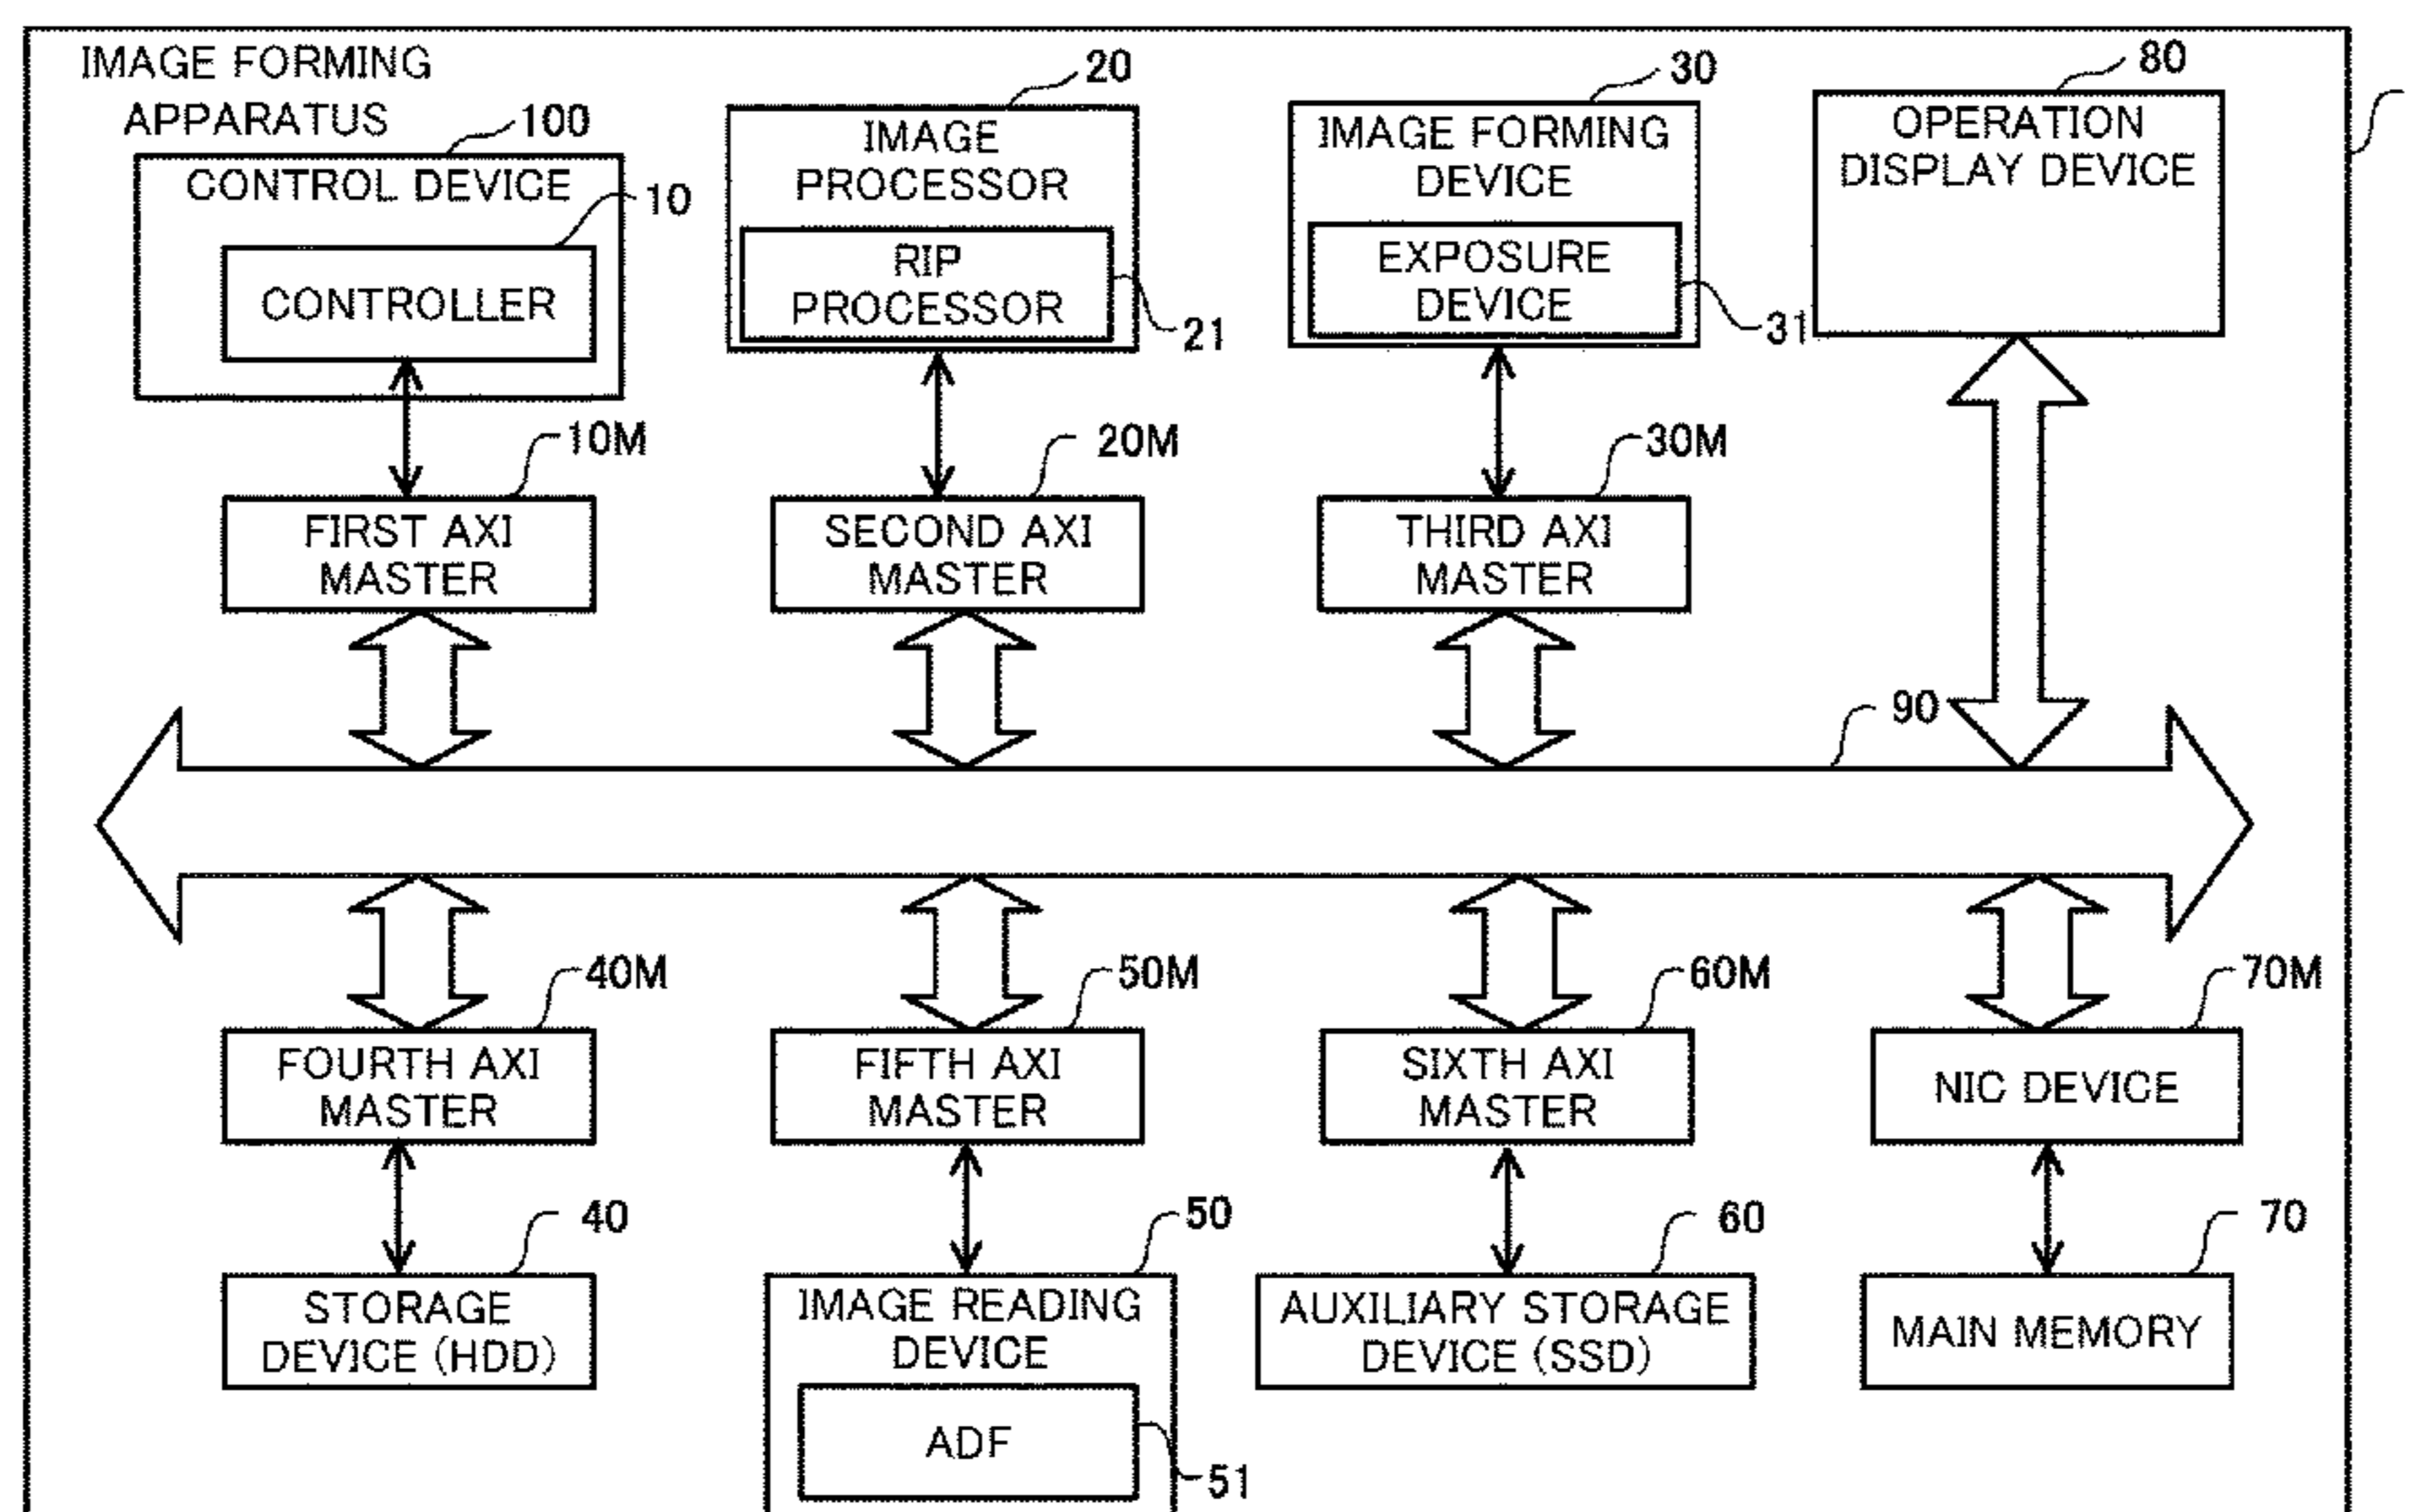 IMAGE FORMING
APPARATUS
100
CONTROL DEVICE
10
CONTROLLER
20
IMAGE
PROCESSOR
RIP
PROCESSOR
21
30
IMAGE FORMING
DEVICE
EXPOSURE
DEVICE
31
80
OPERATION
DISPLAY DEVICE
10M
FIRST AXI
MASTER
20M
SECOND AXI
MASTER
30M
THIRD AXI
MASTER
90
40M
FOURTH AXI
MASTER
50M
FIFTH AXI
MASTER
60M
SIXTH AXI
MASTER
70M
NIC DEVICE
40
STORAGE
DEVICE (HDD)
50
IMAGE READING
DEVICE
ADF
51
60
AUXILIARY STORAGE
DEVICE (SSD)
70
MAIN MEMORY